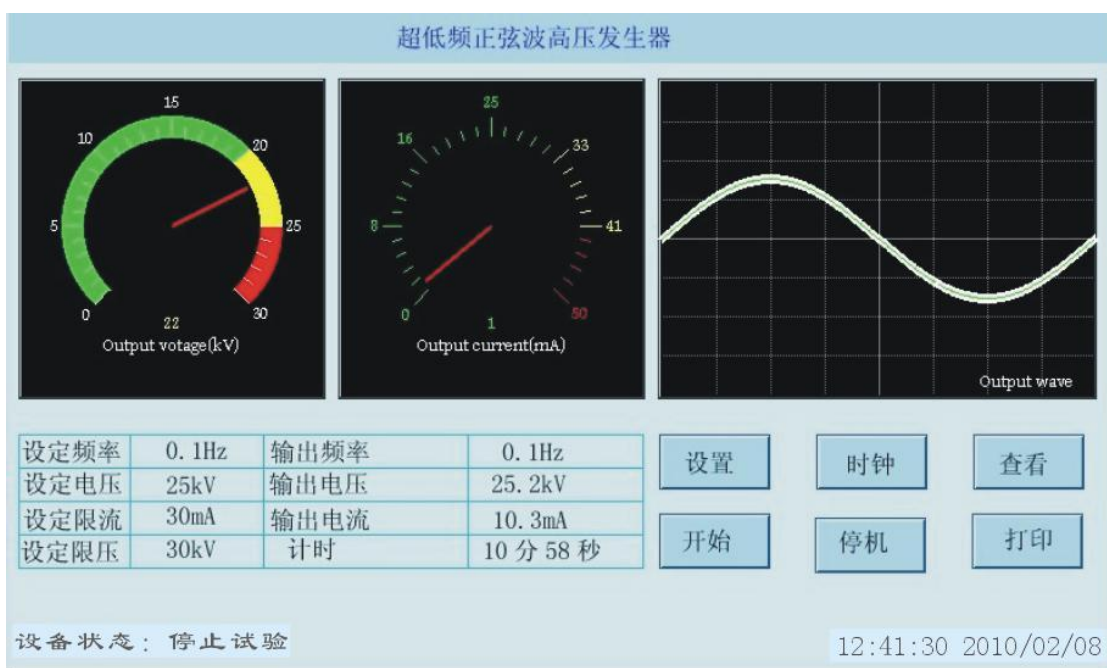 超低频正弦波高压发生器
0
5
10
15
20
25
30
22
Output votage(kV)
0
8
16
25
33
41
50
1
Output current(mA)
Output wave
设定频率 0.1Hz 输出频率 0.1Hz
设定电压 25kV 输出电压 25.2kV
设定限流 30mA 输出电流 10.3mA
设定限压 30kV 计时 10分58秒
设置 时钟 查看
开始 停机 打印
设备状态：停止试验
12:41:30 2010/02/08